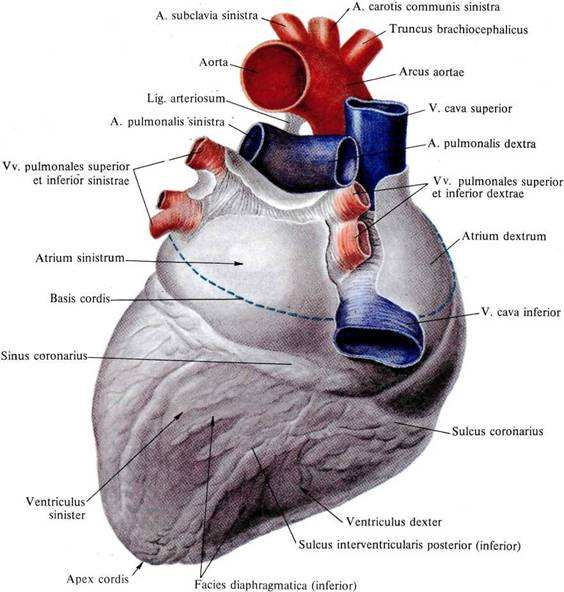 A. carotis communis sinistra
A. subclavia sinistra
Truncus brachiocephalicus
Aorta
Arcus aortae
Lig. arteriosum
V. cava superior
A. pulmonalis sinistra
A. pulmonalis dextra
Vv. pulmonales superior
et inferior sinistrae
Vv. pulmonales superior
et inferior dextrae
Atrium dextrum
Atrium sinistrum
Basis cordis
V. cava inferior
Sinus coronarius
Sulcus coronarius
Ventriculus
sinister
Ventriculus dexter
Sulcus interventricularis posterior (inferior)
Apex cordis
Facies diaphragmatica (inferior)